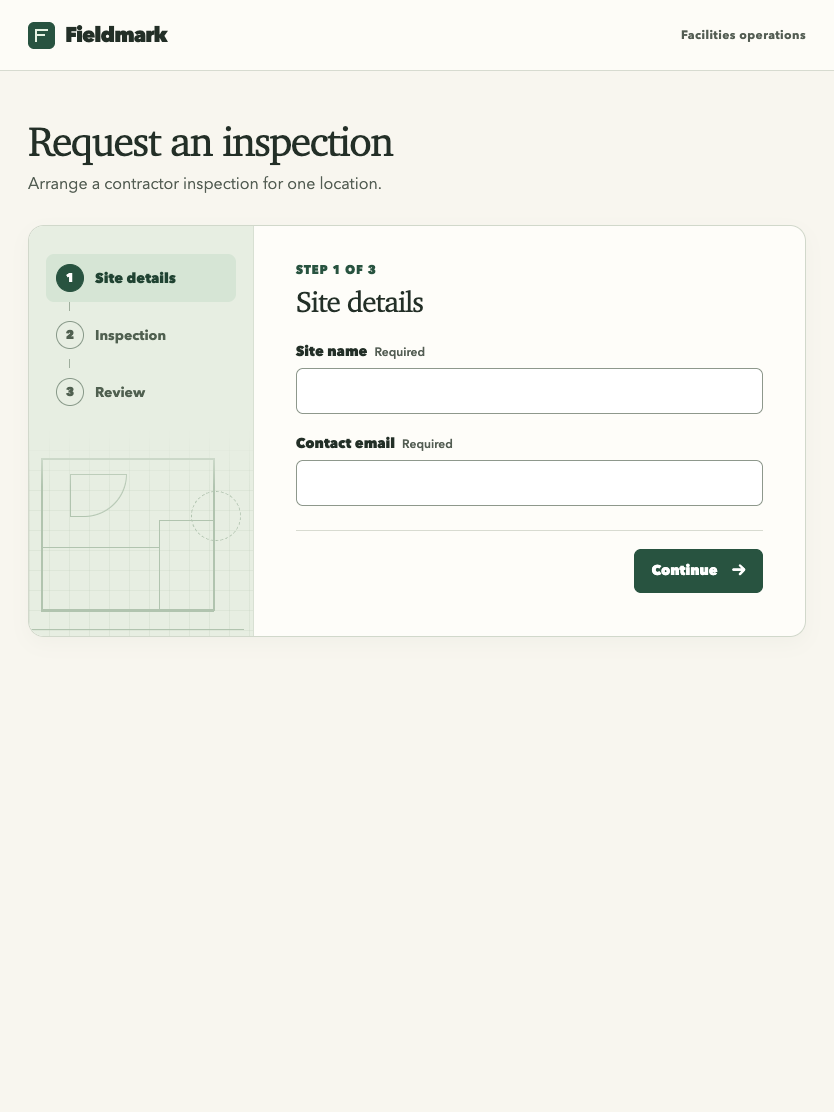 Fieldmark
Facilities operations
Request an inspection
Arrange a contractor inspection for one location.
1 Site details
2 Inspection
3 Review
STEP 1 OF 3
Site details
Site name Required
Contact email Required
Continue →